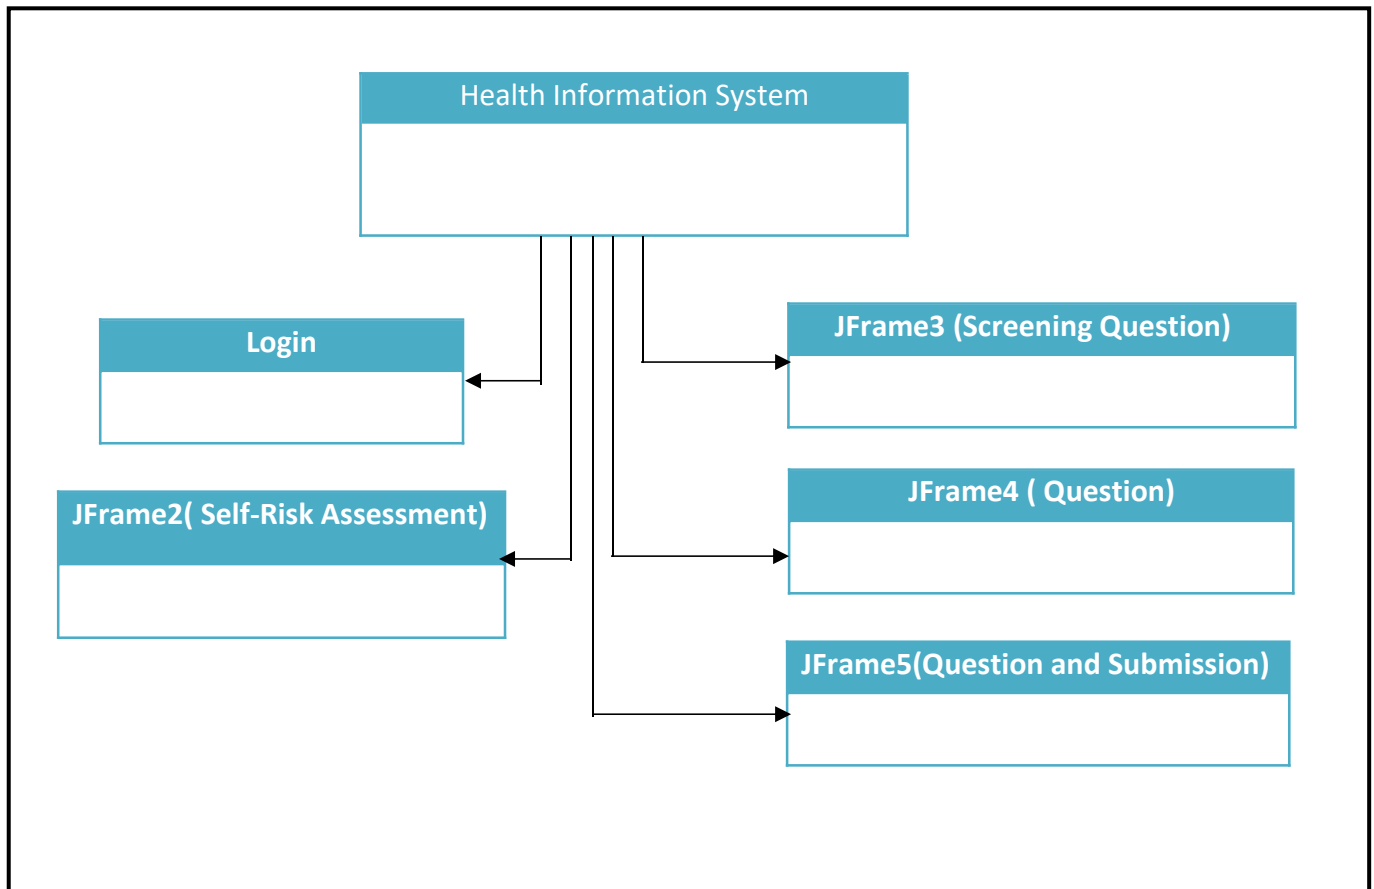 Health Information System
Login
JFrame2( Self-Risk Assessment)
JFrame3 (Screening Question)
JFrame4 ( Question)
JFrame5(Question and Submission)